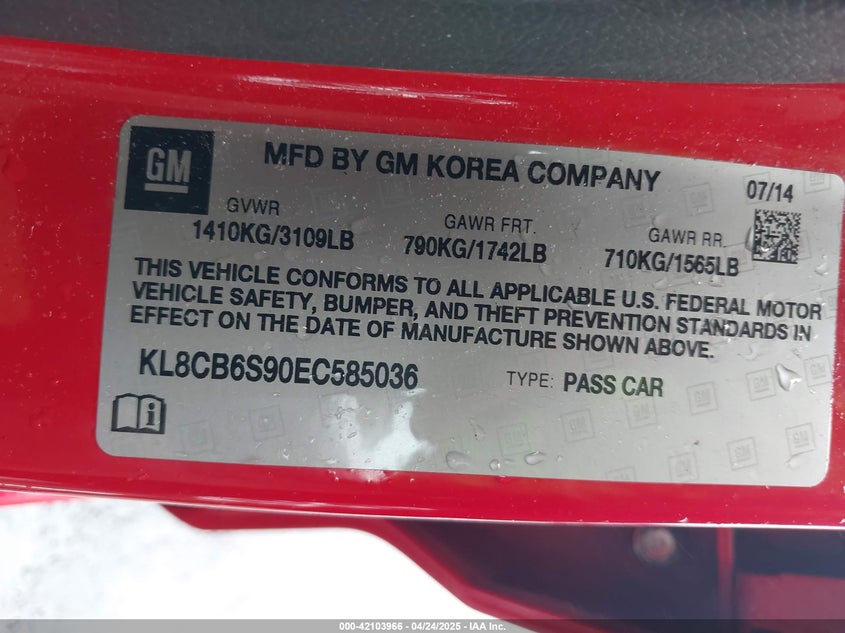 GM
MFD BY GM KOREA COMPANY
07/14
GVWR
1410KG/3109LB
GAWR FRT.
790KG/1742LB
GAWR RR.
710KG/1565LB
THIS VEHICLE CONFORMS TO ALL APPLICABLE U.S. FEDERAL MOTOR
VEHICLE SAFETY, BUMPER, AND THEFT PREVENTION STANDARDS IN
EFFECT ON THE DATE OF MANUFACTURE SHOWN ABOVE.
KL8CB6S90EC585036
TYPE: PASS CAR
000-42103966 - 04/24/2025 - IAA Inc.